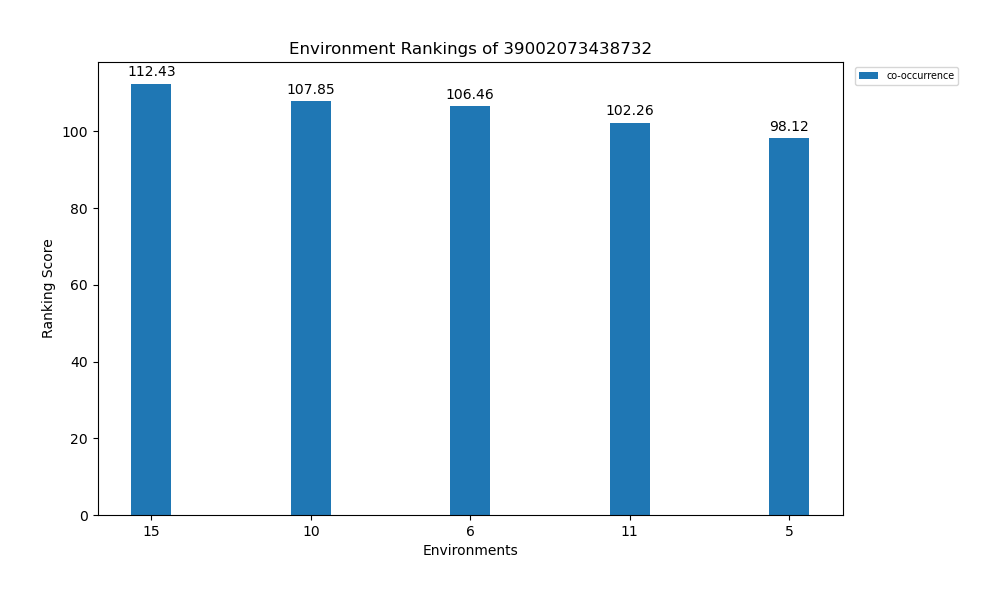 Environment Rankings of 39002073438732
co-occurrence
112.43
107.85
106.46
102.26
98.12
Ranking Score
100
80
60
40
20
0
15 10 6 11 5
Environments